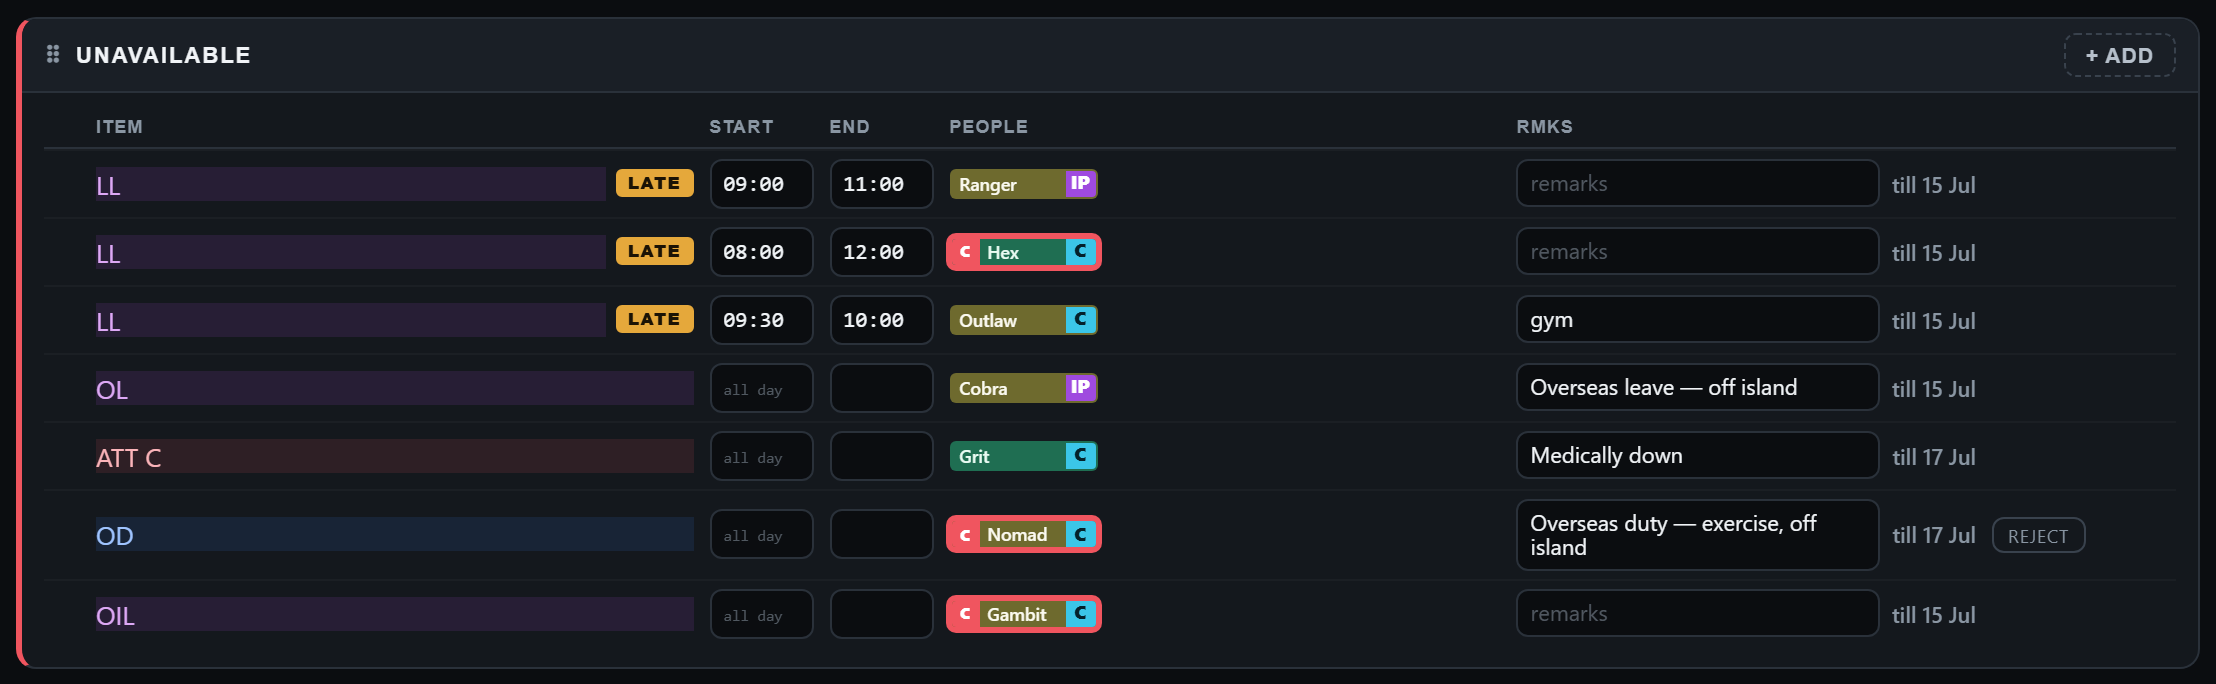 UNAVAILABLE
+ ADD
ITEM START END PEOPLE RMKS
LL LATE 09:00 11:00 Ranger IP remarks till 15 Jul
LL LATE 08:00 12:00 C Hex C remarks till 15 Jul
LL LATE 09:30 10:00 Outlaw C gym till 15 Jul
OL all day Cobra IP Overseas leave — off island till 15 Jul
ATT C all day Grit C Medically down till 17 Jul
OD all day C Nomad C Overseas duty — exercise, off
island till 17 Jul REJECT
OIL all day C Gambit C remarks till 15 Jul